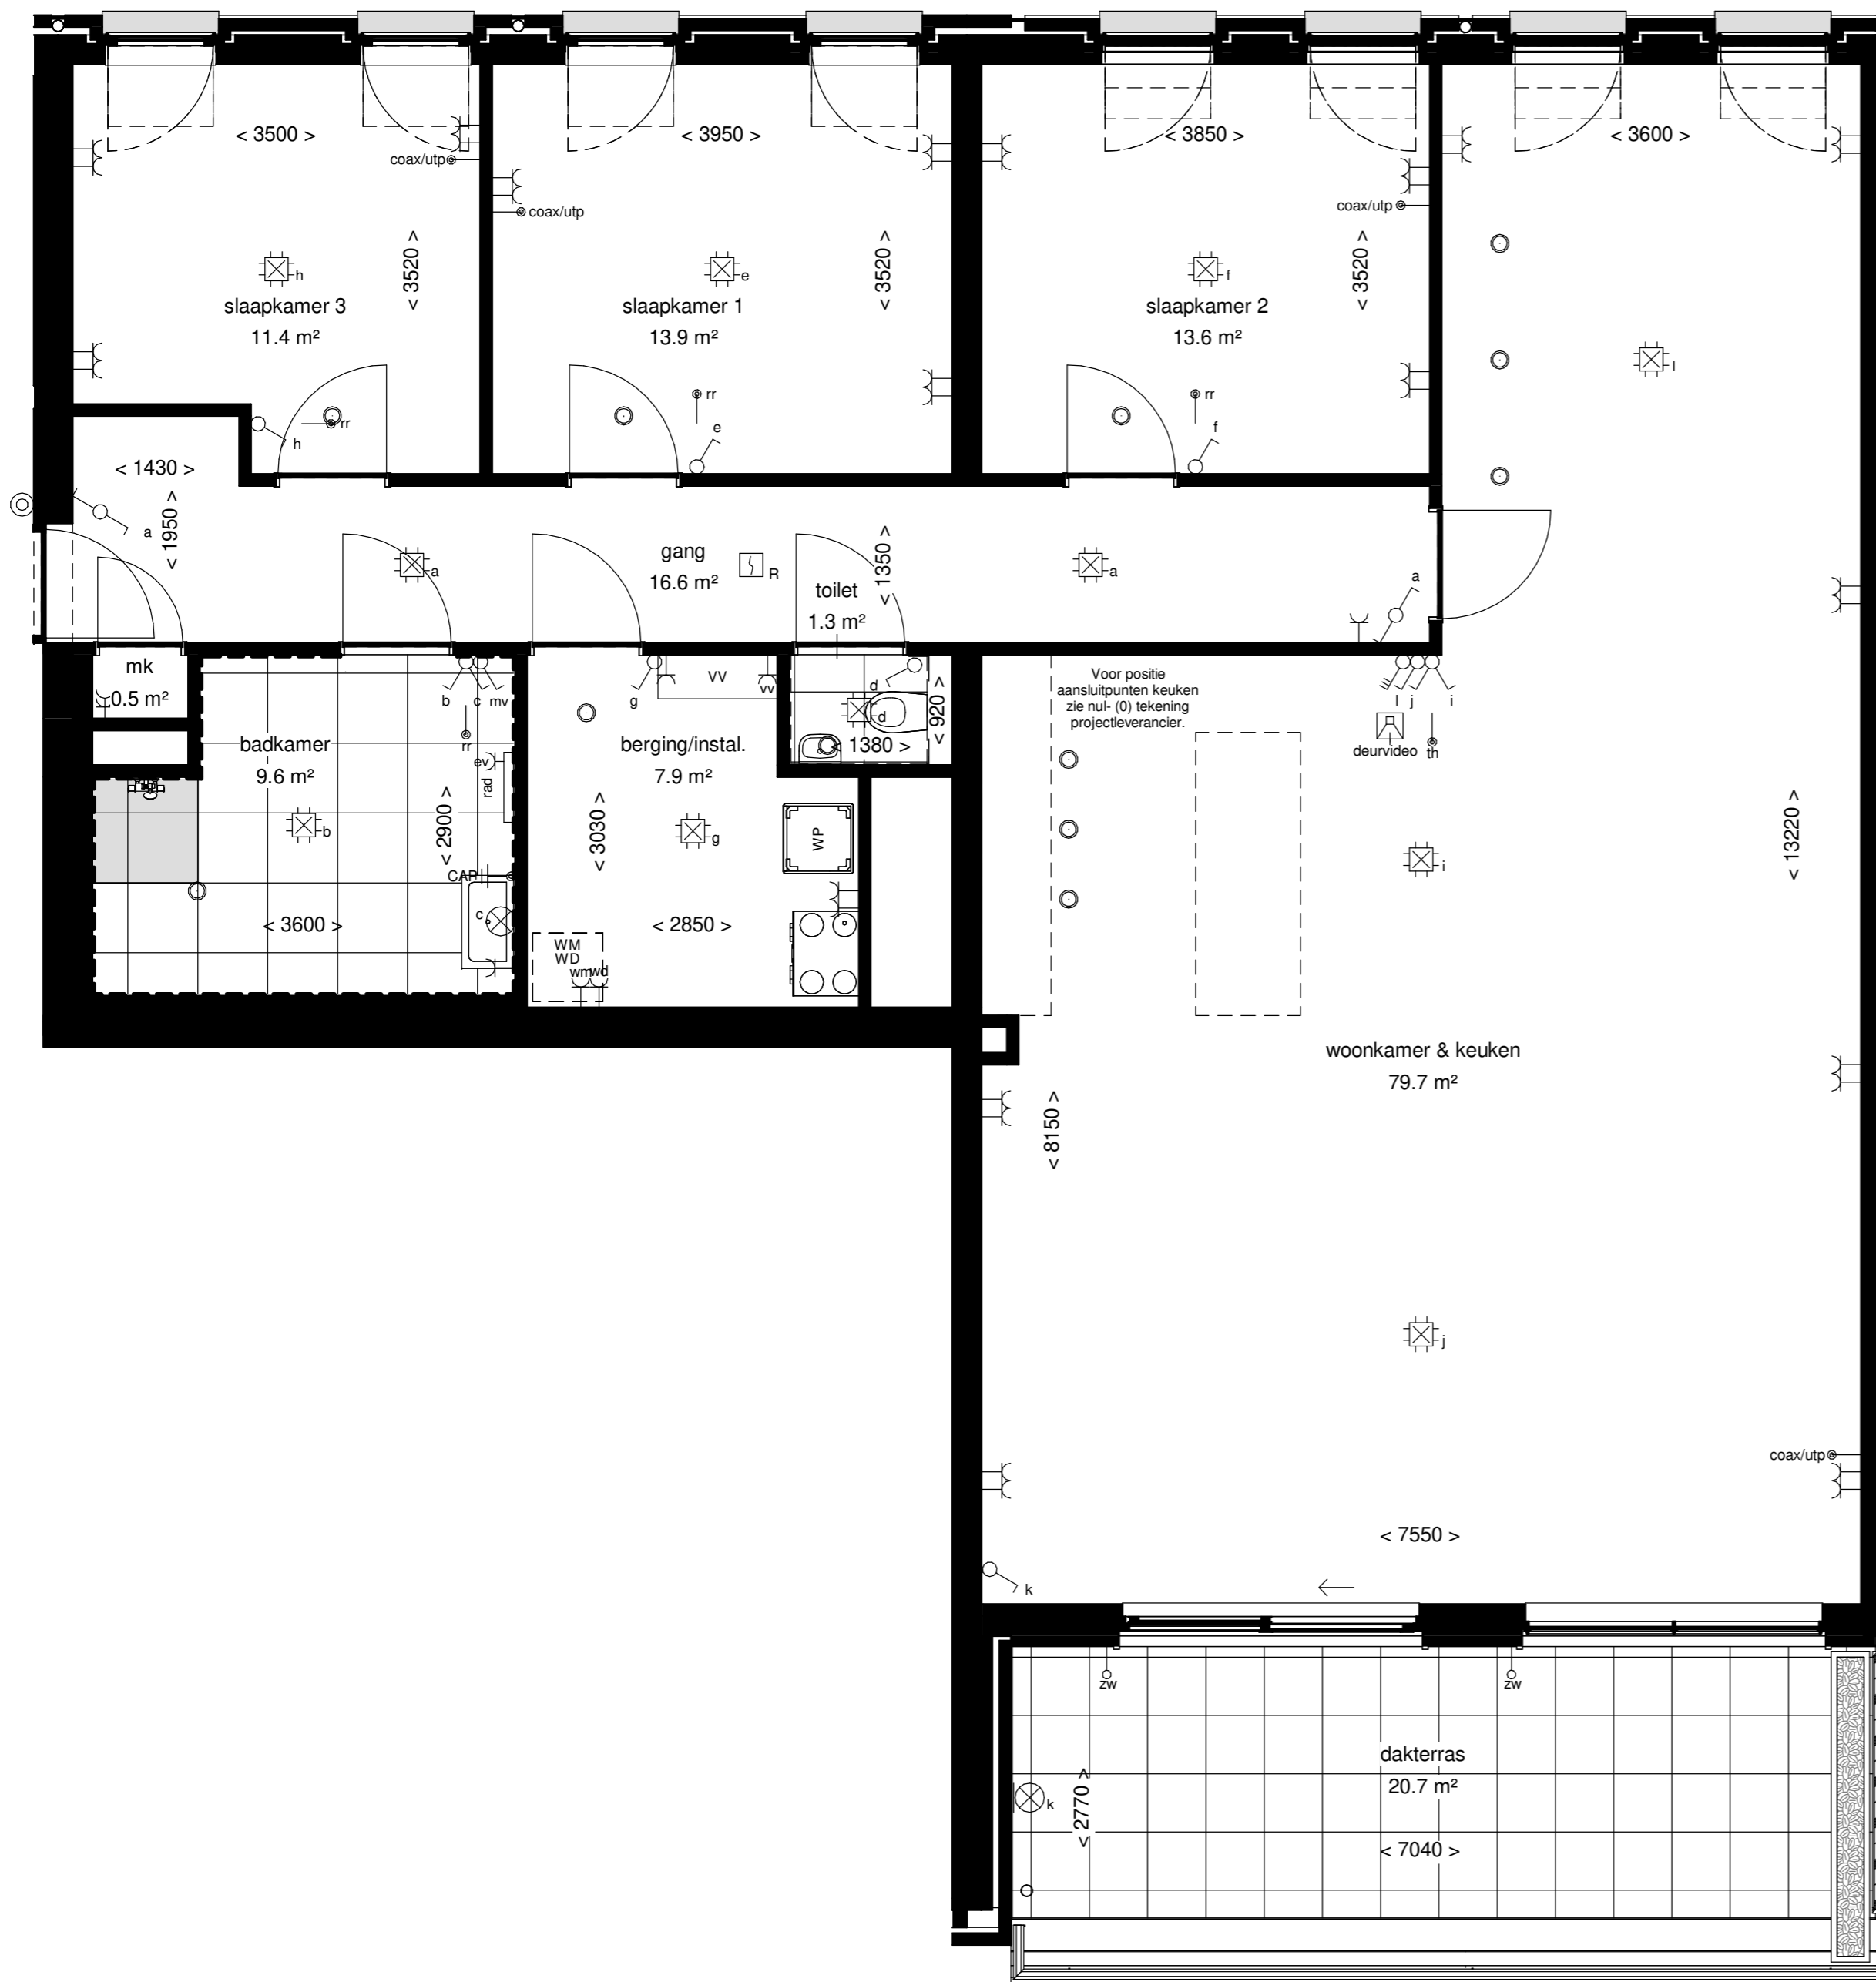 < 3500 >
< 3950 >
< 3850 >
< 3600 >
coax/utp
coax/utp
coax/utp
< 3520 >
< 3520 >
< 3520 >
h
slaapkamer 3
11.4 m²
e
slaapkamer 1
13.9 m²
f
slaapkamer 2
13.6 m²
l
rr
h
rr
e
rr
f
< 1430 >
< 1950 >
a
a
gang
16.6 m²
R
toilet
1.3 m²
< 1350 >
a
a
mk
0.5 m²
b
c
mv
rr
badkamer
9.6 m²
ev
rad
b
< 2900 >
CAP
c
< 3600 >
g
vv
vv
berging/instal.
7.9 m²
< 3030 >
g
WP
< 2850 >
WM
WD
wm
wd
d
d
< 920 >
< 1380 >
Voor positie
aansluitpunten keuken
zie nul- (0) tekening
projectleverancier.
l
j
i
deurvideo
th
i
< 13220 >
woonkamer & keuken
79.7 m²
< 8150 >
j
coax/utp
< 7550 >
k
zw
zw
dakterras
20.7 m²
k
< 2770 >
< 7040 >